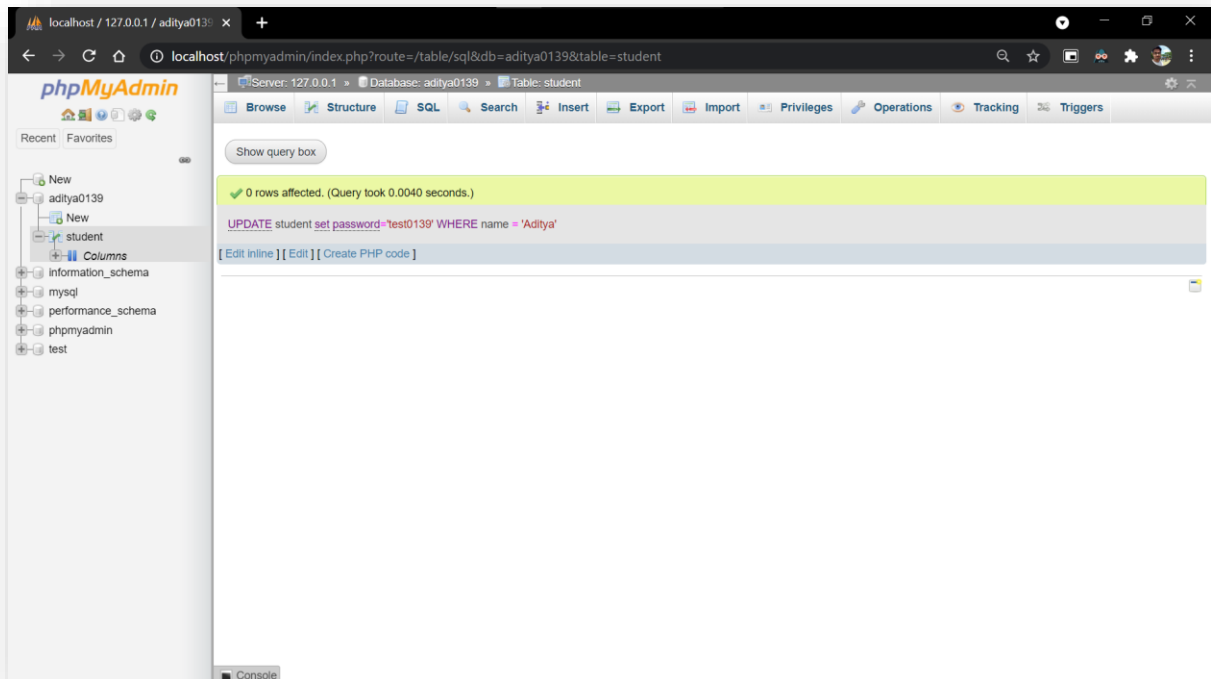 localhost / 127.0.0.1 / aditya0139
localhost/phpmyadmin/index.php?route=/table/sql&db=aditya0139&table=student
phpMyAdmin
Recent Favorites
New
aditya0139
New
student
Columns
information_schema
mysql
performance_schema
phpmyadmin
test
Server: 127.0.0.1 » Database: aditya0139 » Table: student
Browse Structure SQL Search Insert Export Import Privileges Operations Tracking Triggers
Show query box
0 rows affected. (Query took 0.0040 seconds.)
UPDATE student set password='test0139' WHERE name = 'Aditya'
[ Edit inline ] [ Edit ] [ Create PHP code ]
Console